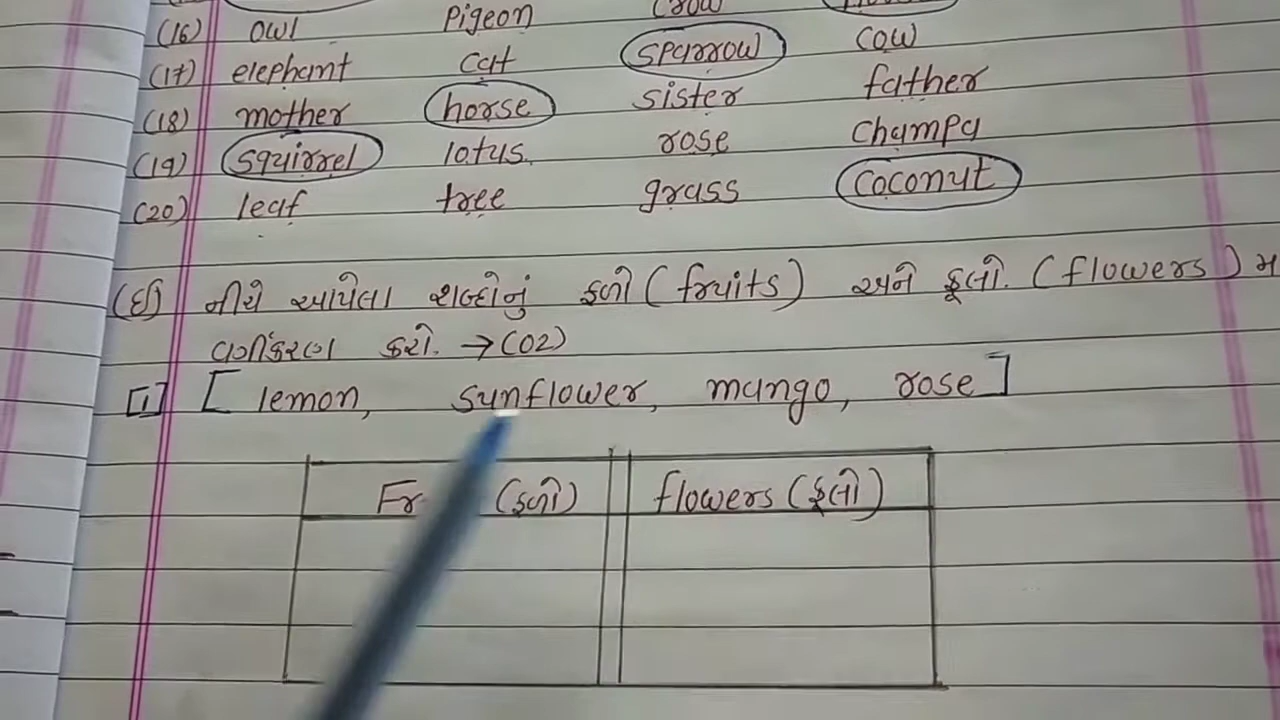 (16) owl pigeon crow
(17) elephant cat sparrow cow
(18) mother horse sister father
(19) squirrel lotus rose champa
(20) leaf tree grass coconut
(ઈ) નીચે આપેલા શબ્દોનું ફળો (fruits) અને ફૂલો. (flowers) મ
વર્ગીકરણ કરો. → (02)
[1] [ lemon, sunflower, mango, rose ]
(ફળો) flowers (ફૂલો)